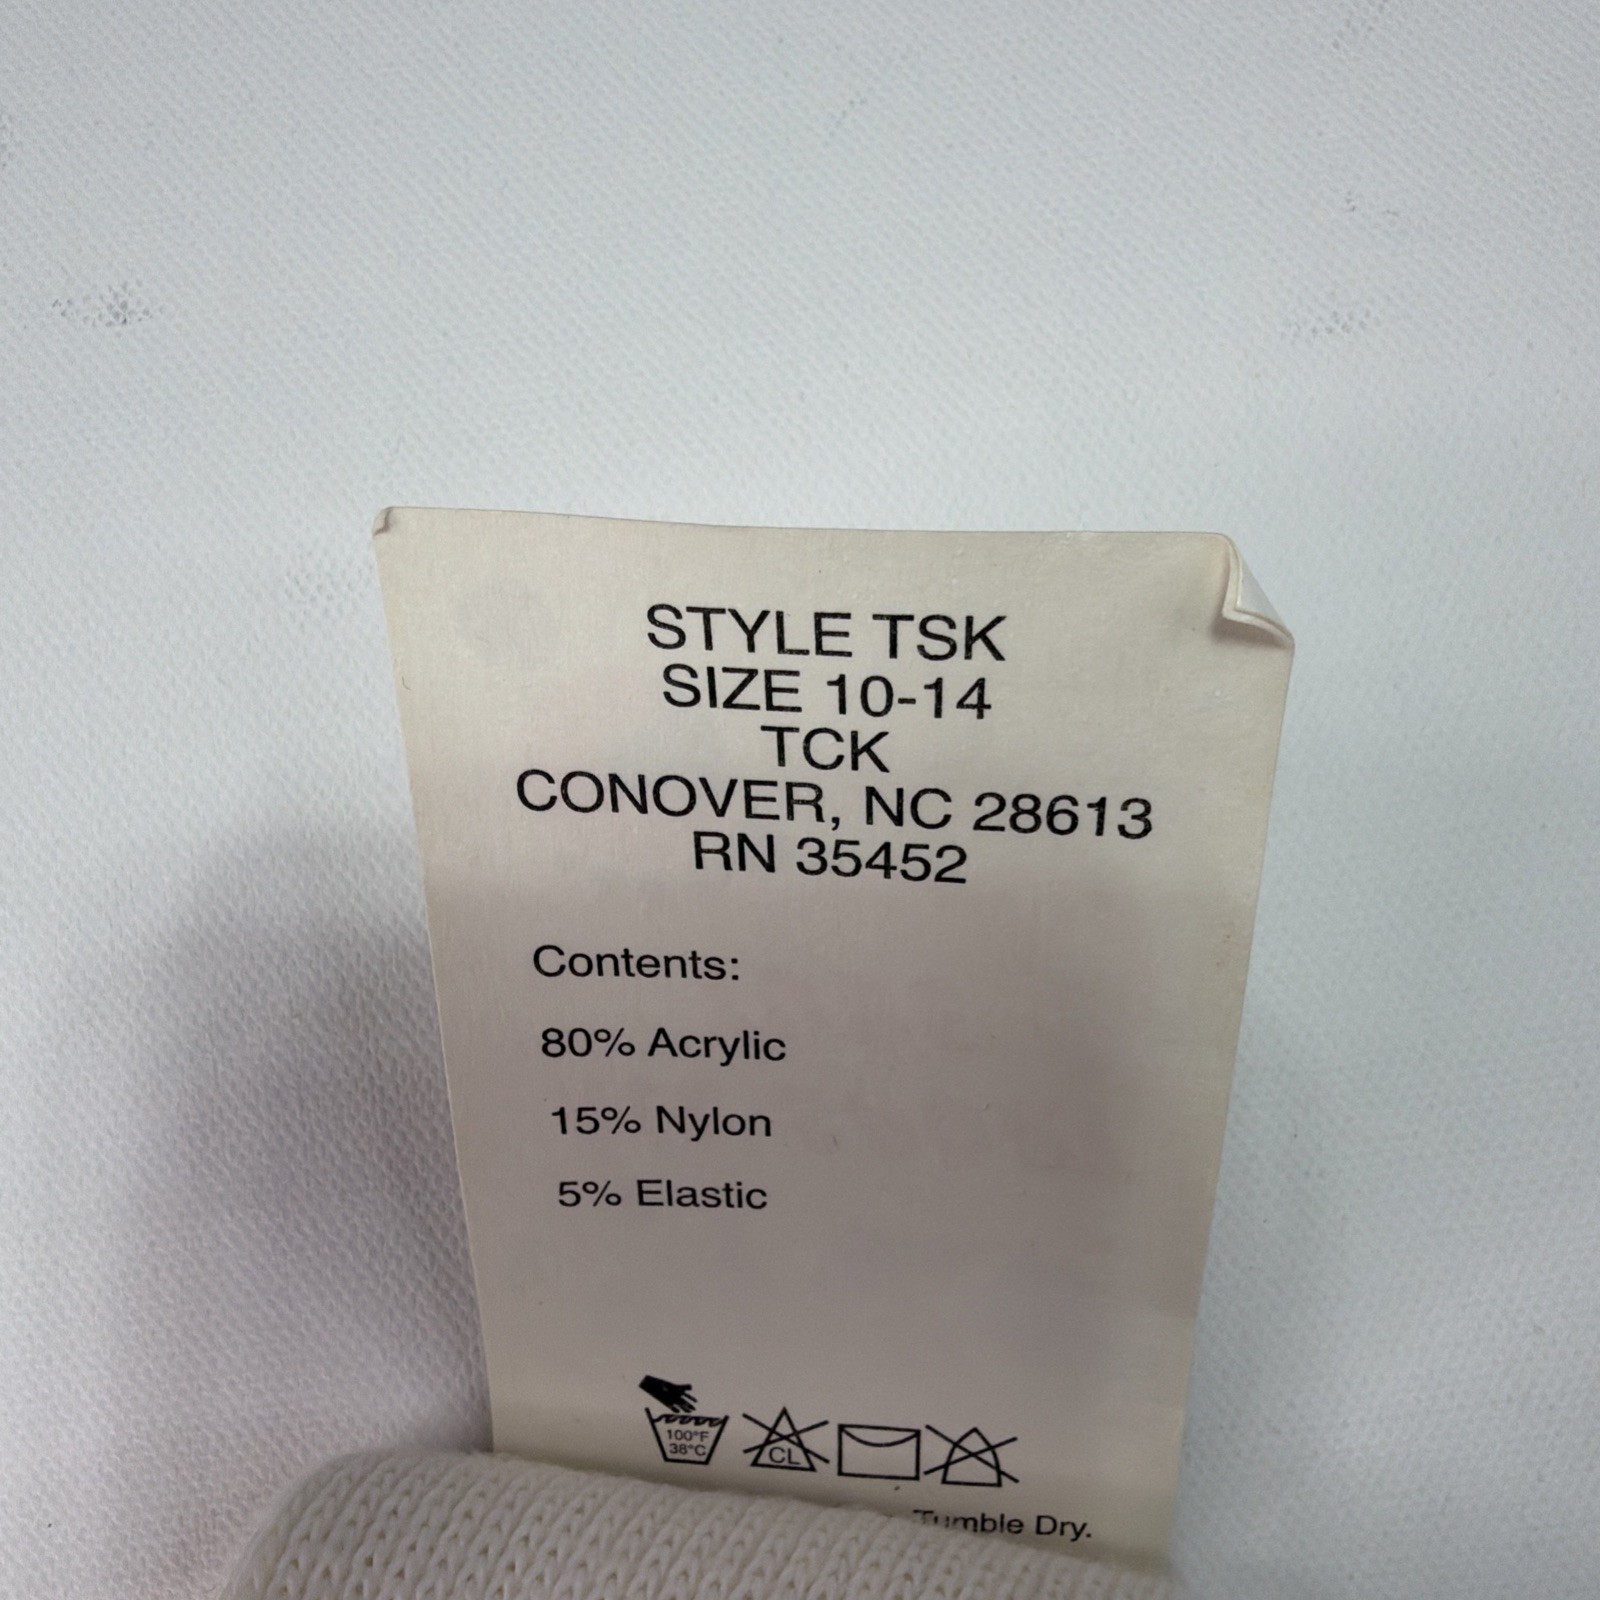 STYLE TSK
SIZE 10-14
TCK
CONOVER, NC 28613
RN 35452
Contents:
80% Acrylic
15% Nylon
5% Elastic
100°F
38°C
CL
Tumble Dry.